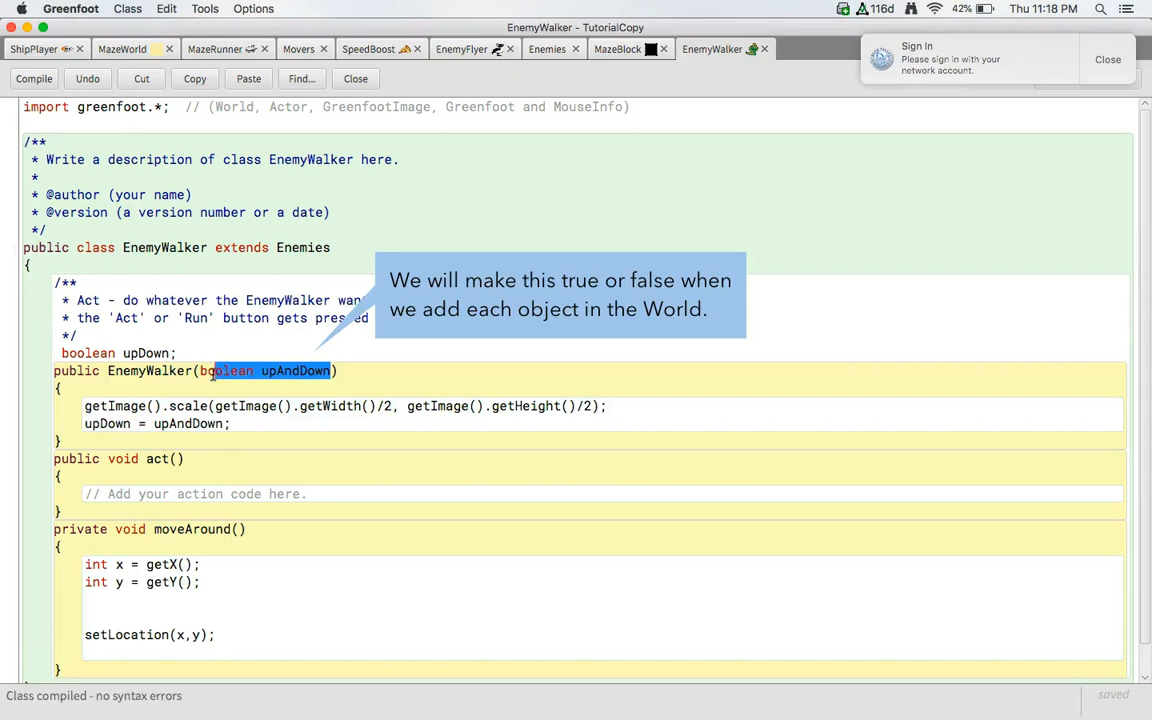 Greenfoot Class Edit Tools Options 116d 42% Thu 11:18 PM
EnemyWalker - TutorialCopy
ShipPlayer MazeWorld MazeRunner Movers SpeedBoost EnemyFlyer Enemies MazeBlock EnemyWalker
Sign In
Please sign in with your
network account.
Close
Compile Undo Cut Copy Paste Find... Close
import greenfoot.*; // (World, Actor, GreenfootImage, Greenfoot and MouseInfo)
/**
* Write a description of class EnemyWalker here.
*
* @author (your name)
* @version (a version number or a date)
*/
public class EnemyWalker extends Enemies
{
/**
* Act - do whatever the EnemyWalker wan
* the 'Act' or 'Run' button gets pressed
*/
We will make this true or false when
we add each object in the World.
boolean upDown;
public EnemyWalker(boolean upAndDown)
{
getImage().scale(getImage().getWidth()/2, getImage().getHeight()/2);
upDown = upAndDown;
}
public void act()
{
// Add your action code here.
}
private void moveAround()
{
int x = getX();
int y = getY();
setLocation(x,y);
}
Class compiled - no syntax errors
saved